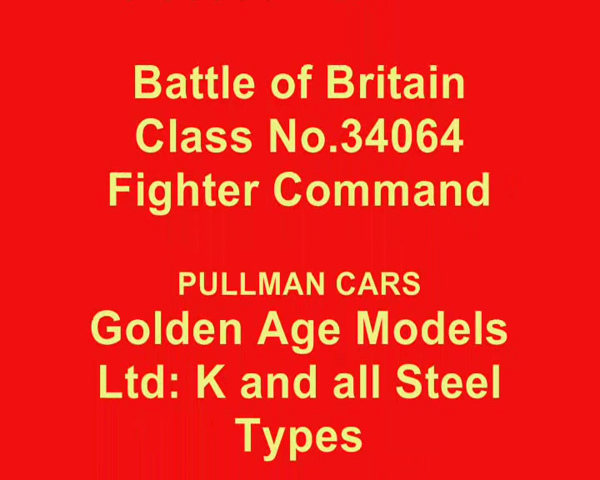 Battle of Britain
Class No.34064
Fighter Command
PULLMAN CARS
Golden Age Models
Ltd: K and all Steel
Types